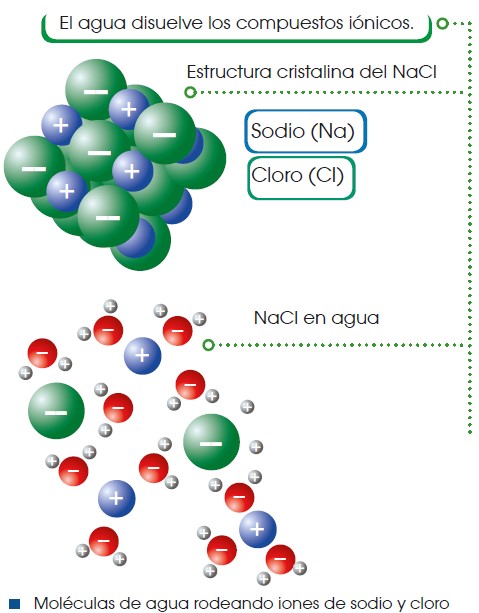 El agua disuelve los compuestos iónicos.
Estructura cristalina del NaCl
Sodio (Na)
Cloro (Cl)
NaCl en agua
Moléculas de agua rodeando iones de sodio y cloro